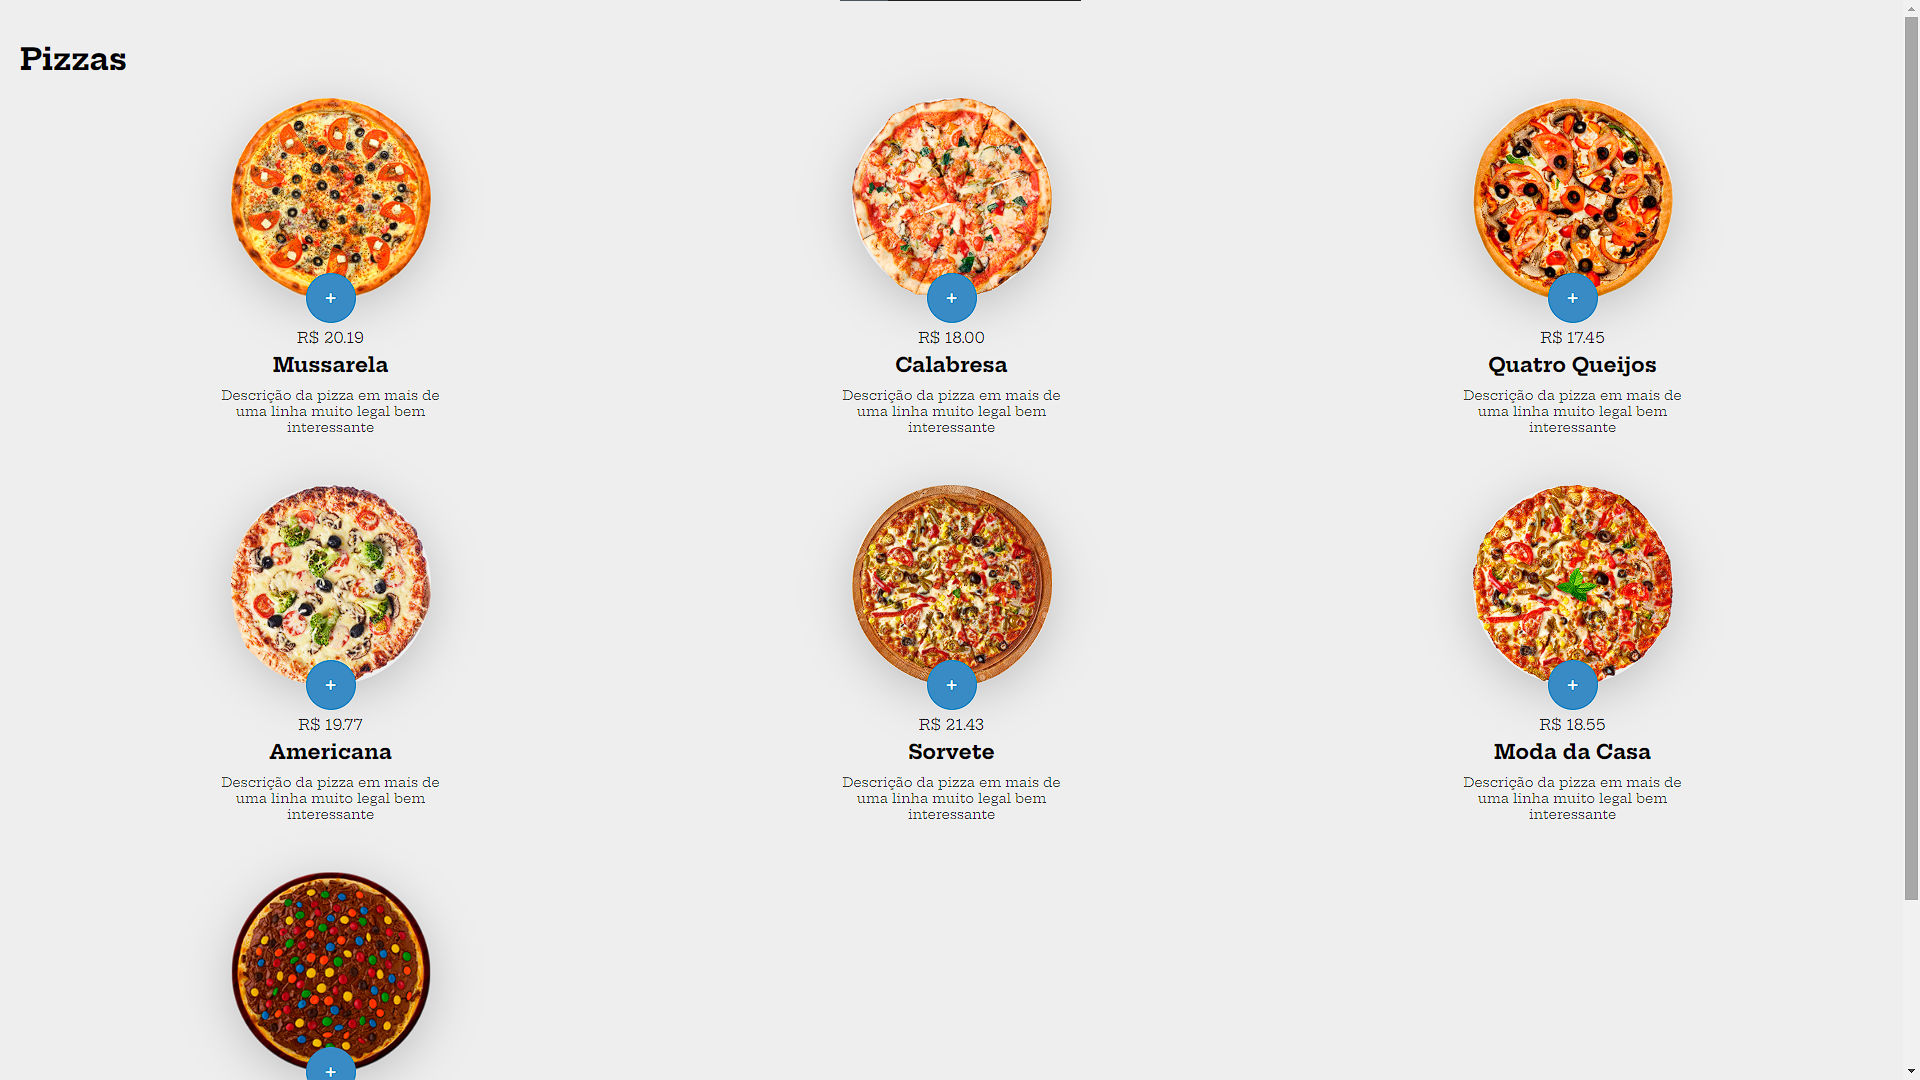 Pizzas
+
+
+
R$ 20.19
R$ 18.00
R$ 17.45
Mussarela
Calabresa
Quatro Queijos
Descrição da pizza em mais de
uma linha muito legal bem
interessante
Descrição da pizza em mais de
uma linha muito legal bem
interessante
Descrição da pizza em mais de
uma linha muito legal bem
interessante
+
+
+
R$ 19.77
R$ 21.43
R$ 18.55
Americana
Sorvete
Moda da Casa
Descrição da pizza em mais de
uma linha muito legal bem
interessante
Descrição da pizza em mais de
uma linha muito legal bem
interessante
Descrição da pizza em mais de
uma linha muito legal bem
interessante
+